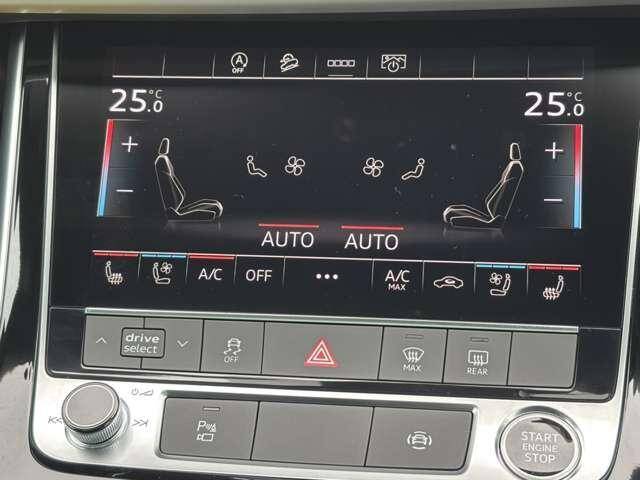 A
OFF
25.0 °C
25.0 °C
+
+
−
−
AUTO
AUTO
A/C
OFF
•••
A/C
MAX
drive
select
OFF
MAX
REAR
P
START
ENGINE
STOP